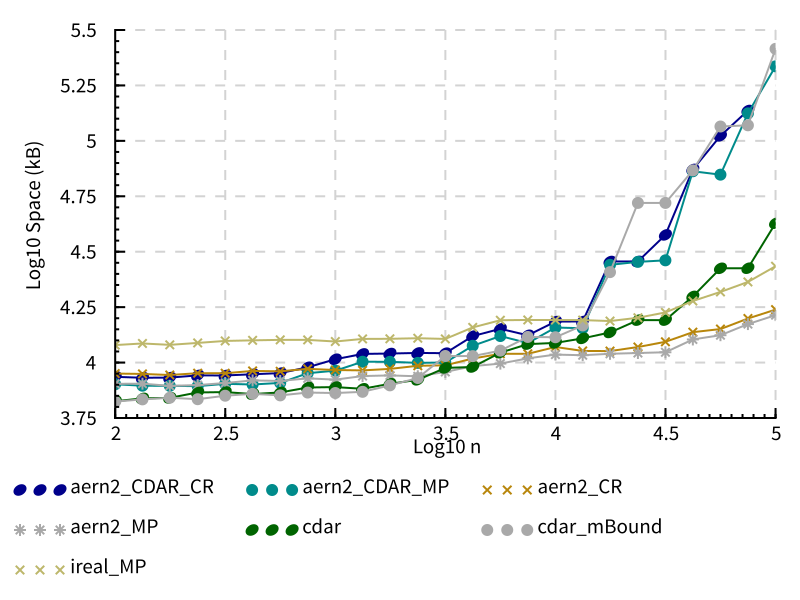 5.5
5.25
5
4.75
4.5
4.25
4
3.75
Log10 Space (kB)
2 2.5 3 3.5 4 4.5 5
Log10 n
aern2_CDAR_CR aern2_CDAR_MP aern2_CR
aern2_MP cdar cdar_mBound
ireal_MP